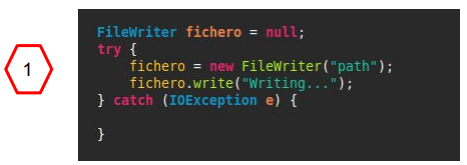 FileWriter fichero = null;
try {
    fichero = new FileWriter("path");
1
    fichero.write("Writing...");
} catch (IOException e) {
}